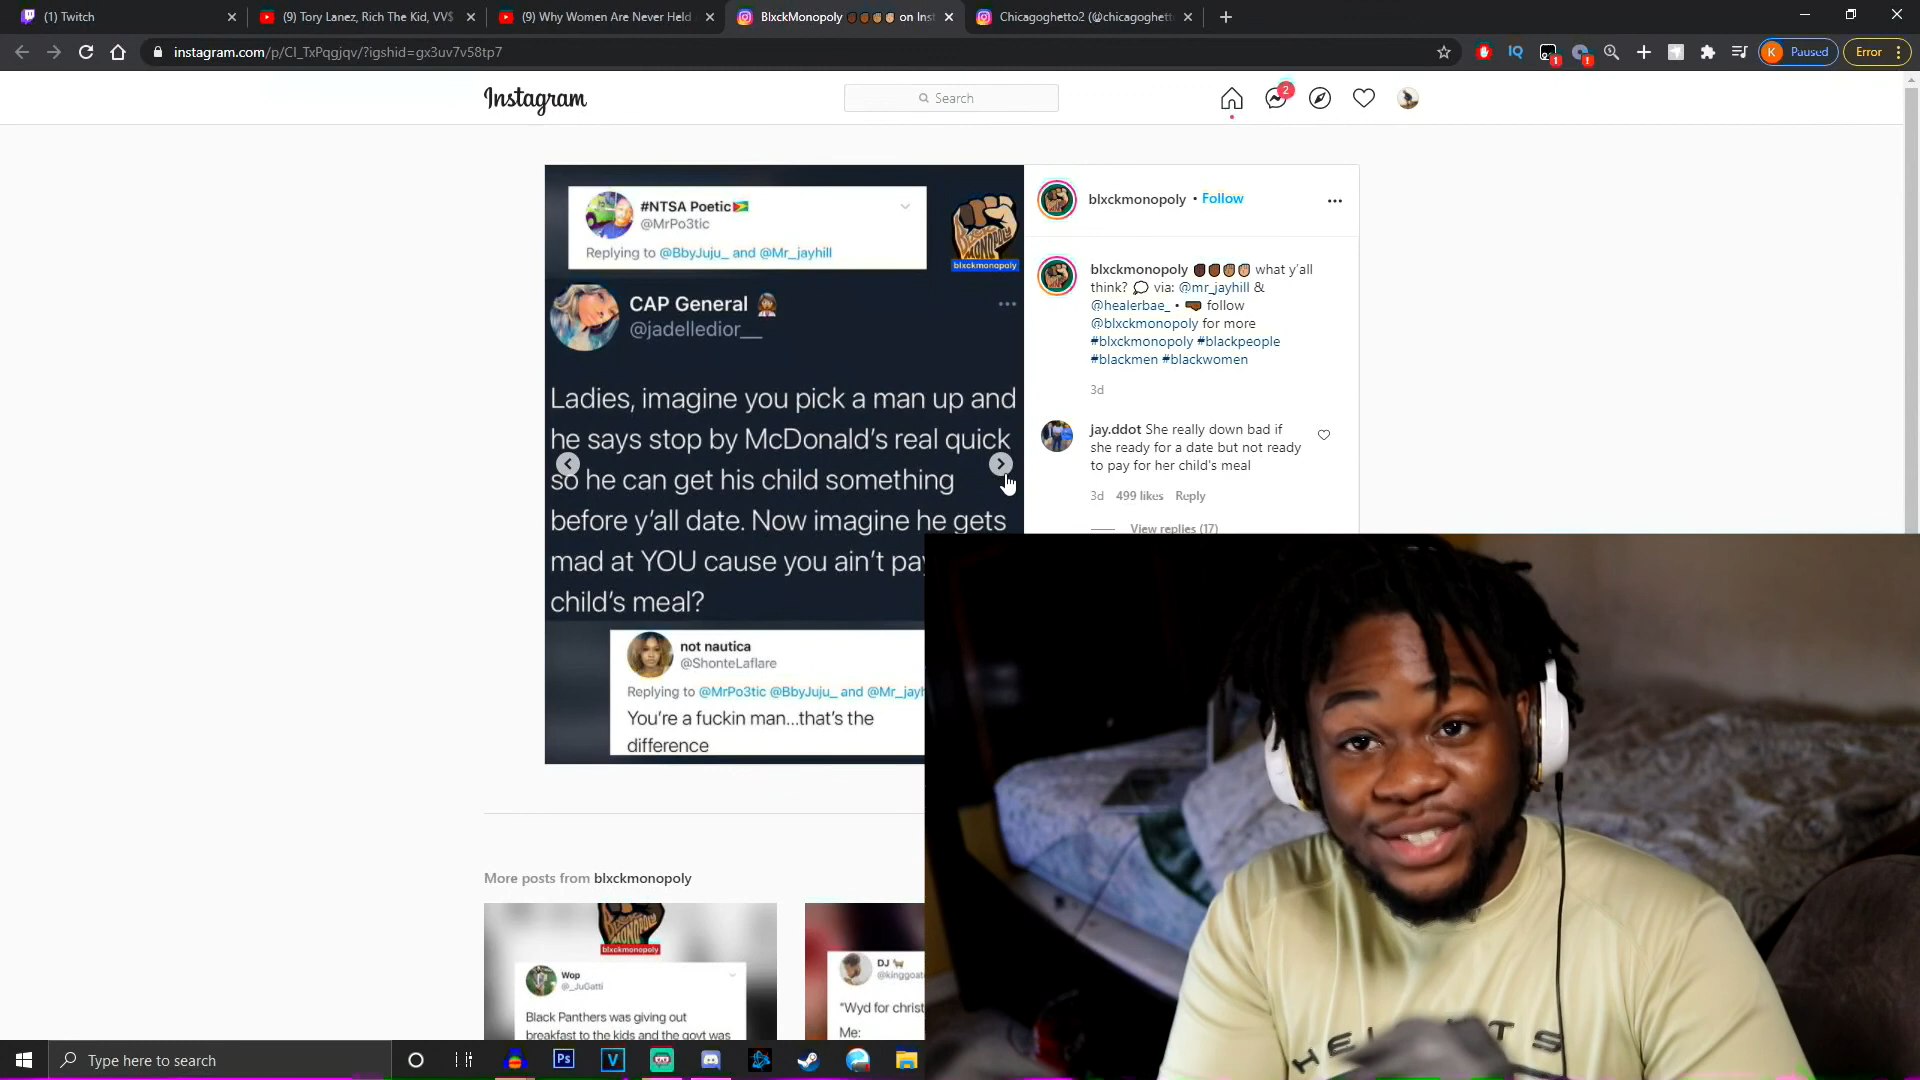 (1) Twitch
(9) Tory Lanez, Rich The Kid, VV$
(9) Why Women Are Never Held
BlxckMonopoly on Inst
Chicagoghetto2 (@chicagoghett
instagram.com/p/CI_TxPqgjqv/?igshid=gx3uv7v58tp7
K Paused
Error
Instagram
Search
2
#NTSA Poetic
@MrPo3tic
Replying to @BbyJuju_ and @Mr_jayhill
MONOPOLY
blxckmonopoly
CAP General
@jadelledior__
Ladies, imagine you pick a man up and
he says stop by McDonald's real quick
so he can get his child something
before y'all date. Now imagine he gets
mad at YOU cause you ain't pay
child's meal?
not nautica
@ShonteLaflare
Replying to @MrPo3tic @BbyJuju_ and @Mr_jayh
You're a fuckin man...that's the
difference
blxckmonopoly • Follow
blxckmonopoly what y'all
think? via: @mr_jayhill &
@healerbae_ • follow
@blxckmonopoly for more
#blxckmonopoly #blackpeople
#blackmen #blackwomen
3d
jay.ddot She really down bad if
she ready for a date but not ready
to pay for her child's meal
3d 499 likes Reply
View replies (17)
More posts from blxckmonopoly
MONOPOLY
blxckmonopoly
Wop
@_JuGatti
Black Panthers was giving out
breakfast to the kids and the govt was
DJ
@kinggoat
"Wyd for christ
Me:
Type here to search
Ps
V